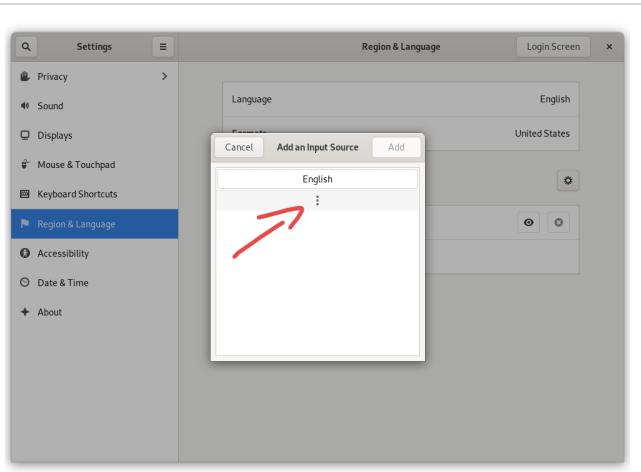 Settings
Region & Language
Login Screen
Privacy
Sound
Displays
Mouse & Touchpad
Keyboard Shortcuts
Region & Language
Accessibility
Date & Time
About
Language
English
Formats
United States
Cancel
Add an Input Source
Add
English